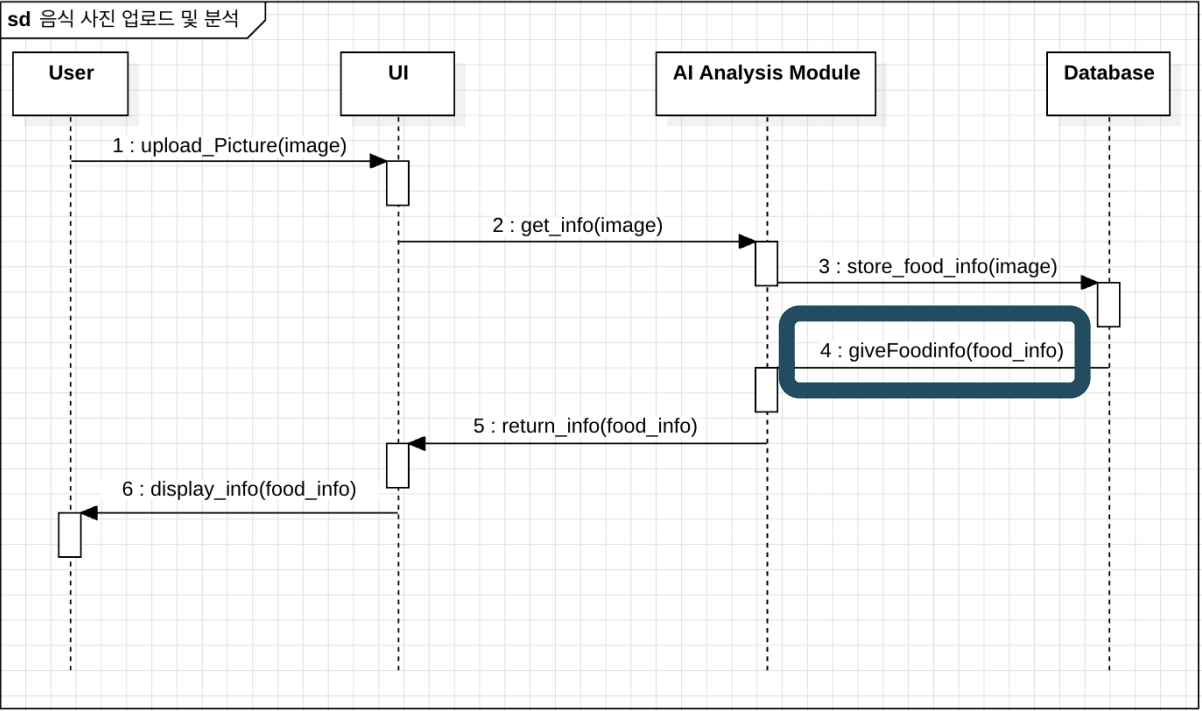 sd 음식 사진 업로드 및 분석
User
UI
AI Analysis Module
Database
1 : upload_Picture(image)
2 : get_info(image)
3 : store_food_info(image)
4 : giveFoodinfo(food_info)
5 : return_info(food_info)
6 : display_info(food_info)